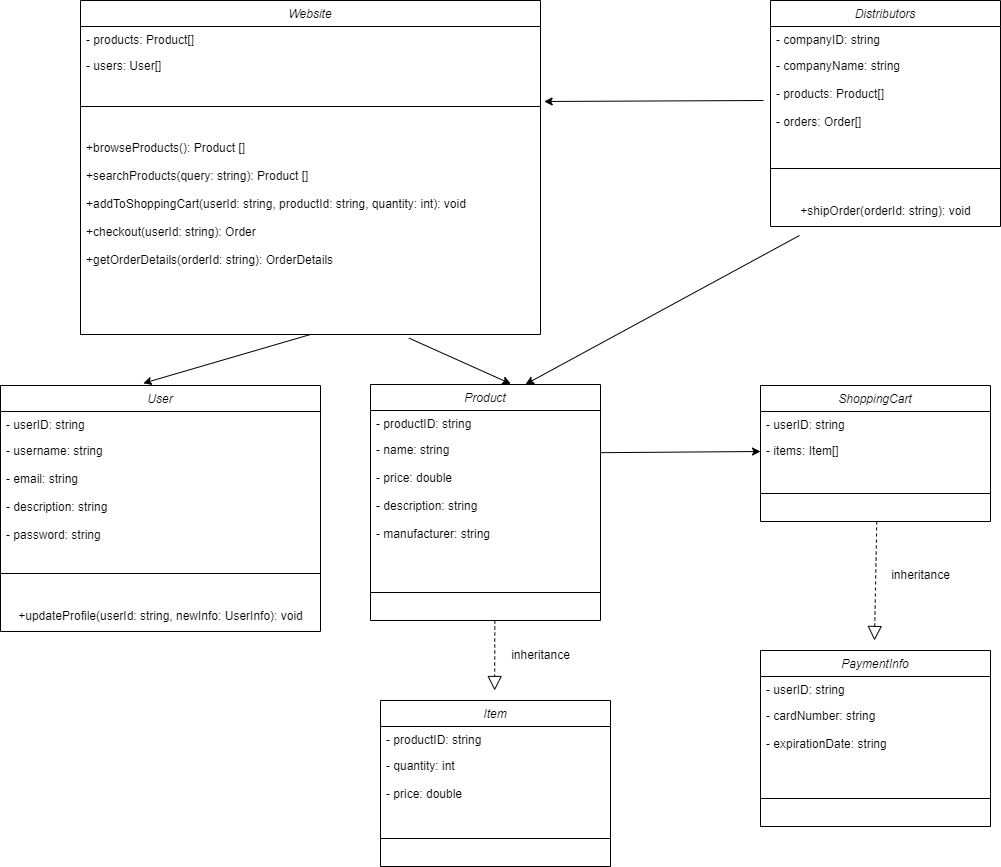 Website
- products: Product[]
- users: User[]
+browseProducts(): Product []
+searchProducts(query: string): Product []
+addToShoppingCart(userId: string, productId: string, quantity: int): void
+checkout(userId: string): Order
+getOrderDetails(orderId: string): OrderDetails
Distributors
- companyID: string
- companyName: string
- products: Product[]
- orders: Order[]
+shipOrder(orderId: string): void
User
- userID: string
- username: string
- email: string
- description: string
- password: string
+updateProfile(userId: string, newInfo: UserInfo): void
Product
- productID: string
- name: string
- price: double
- description: string
- manufacturer: string
ShoppingCart
- userID: string
- items: Item[]
inheritance
inheritance
Item
- productID: string
- quantity: int
- price: double
PaymentInfo
- userID: string
- cardNumber: string
- expirationDate: string